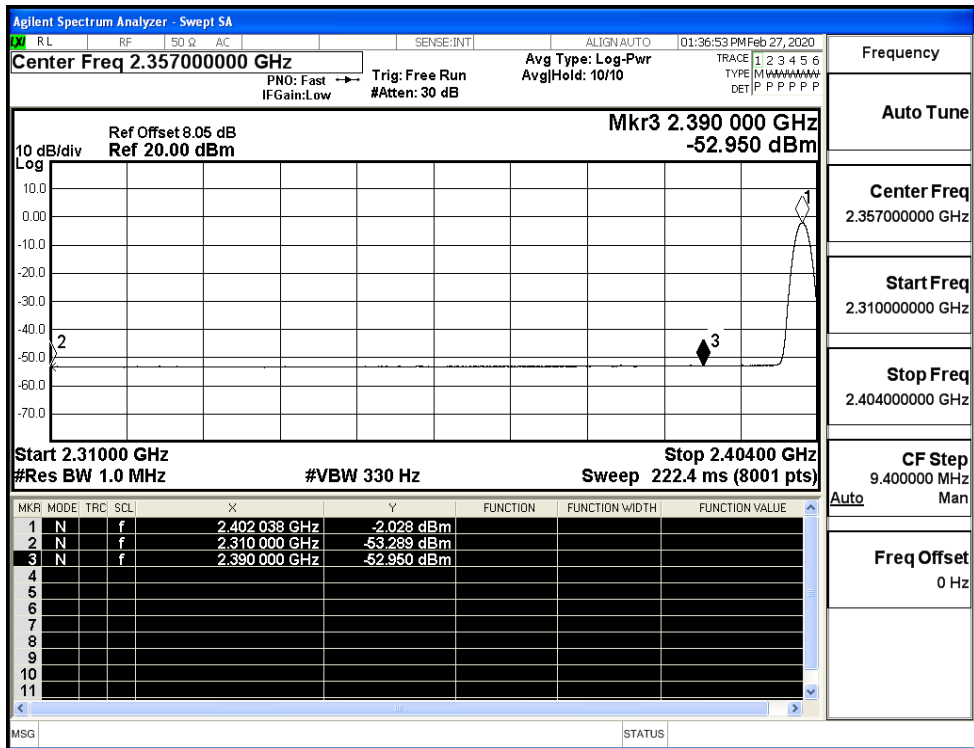 Agilent Spectrum Analyzer - Swept SA
LXI RL RF 50 Ω AC SENSE:INT ALIGNAUTO 01:36:53 PM Feb 27, 2020
Center Freq 2.357000000 GHz
PNO: Fast
IFGain:Low
Trig: Free Run
#Atten: 30 dB
Avg Type: Log-Pwr
Avg|Hold: 10/10
TRACE 1 2 3 4 5 6
TYPE M W W W W W
DET P P P P P P
Ref Offset 8.05 dB
10 dB/div Ref 20.00 dBm
Log
Mkr3 2.390 000 GHz
-52.950 dBm
10.0
0.00
-10.0
-20.0
-30.0
-40.0
-50.0
-60.0
-70.0
1
2
3
Start 2.31000 GHz Stop 2.40400 GHz
#Res BW 1.0 MHz #VBW 330 Hz Sweep 222.4 ms (8001 pts)
MKR MODE TRC SCL X Y FUNCTION FUNCTION WIDTH FUNCTION VALUE
1 N f 2.402 038 GHz -2.028 dBm
2 N f 2.310 000 GHz -53.289 dBm
3 N f 2.390 000 GHz -52.950 dBm
4
5
6
7
8
9
10
11
MSG STATUS
Frequency
Auto Tune
Center Freq
2.357000000 GHz
Start Freq
2.310000000 GHz
Stop Freq
2.404000000 GHz
CF Step
9.400000 MHz
Auto Man
Freq Offset
0 Hz